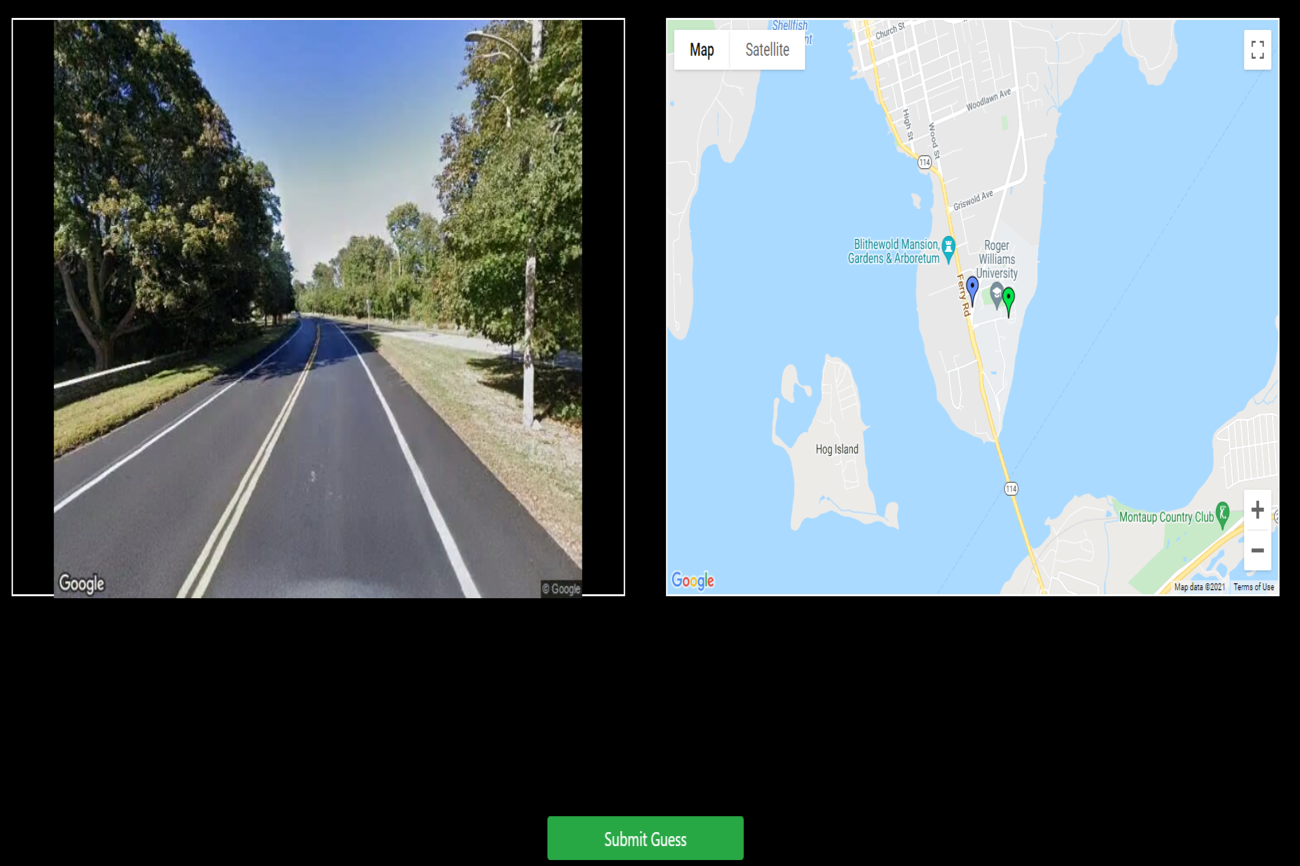 Google
© Google
Map
Satellite
Shellfish
nt
Church St
Woodlawn Ave
High St
Wood St
114
Griswold Ave
Blithewold Mansion,
Gardens & Arboretum
Roger
Williams
University
Ferry Rd
Hog Island
114
Montaup Country Club
Google
Map data ©2021
Terms of Use
Submit Guess